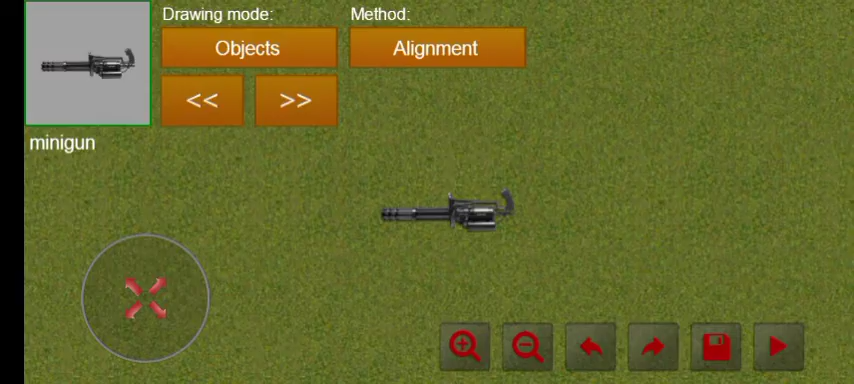 Drawing mode:
Method:
Objects
Alignment
<<
>>
minigun